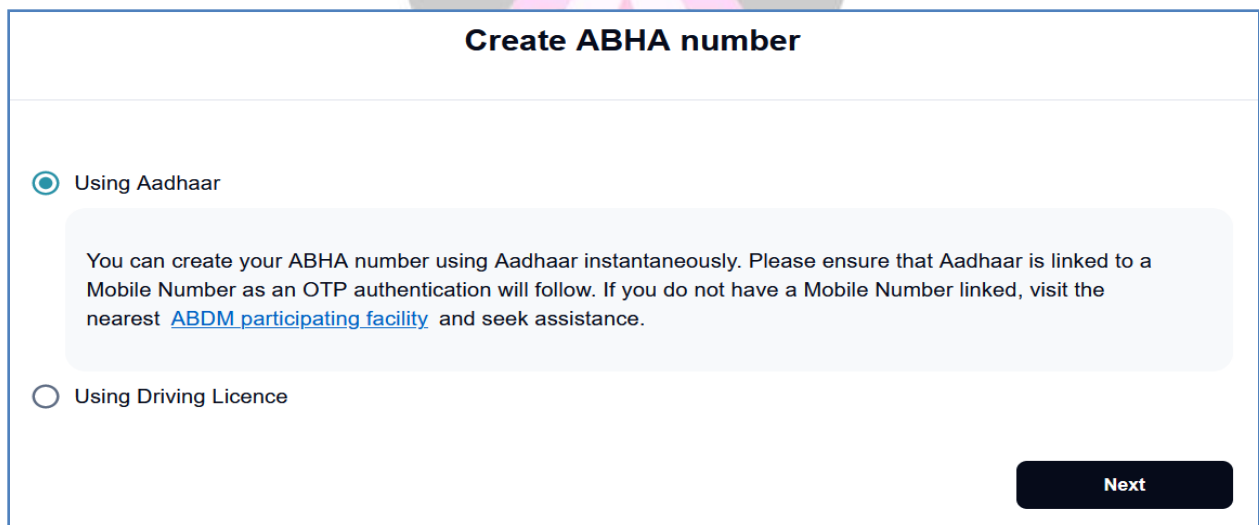 Create ABHA number
Using Aadhaar
You can create your ABHA number using Aadhaar instantaneously. Please ensure that Aadhaar is linked to a
Mobile Number as an OTP authentication will follow. If you do not have a Mobile Number linked, visit the
nearest ABDM participating facility and seek assistance.
Using Driving Licence
Next